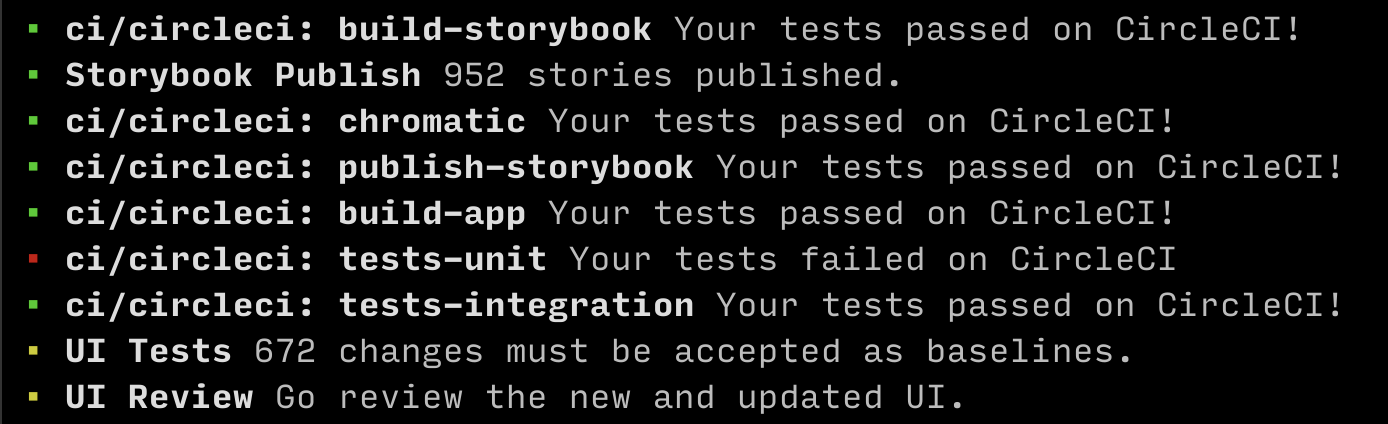 ci/circleci: build-storybook Your tests passed on CircleCI!
Storybook Publish 952 stories published.
ci/circleci: chromatic Your tests passed on CircleCI!
ci/circleci: publish-storybook Your tests passed on CircleCI!
ci/circleci: build-app Your tests passed on CircleCI!
ci/circleci: tests-unit Your tests failed on CircleCI
ci/circleci: tests-integration Your tests passed on CircleCI!
UI Tests 672 changes must be accepted as baselines.
UI Review Go review the new and updated UI.